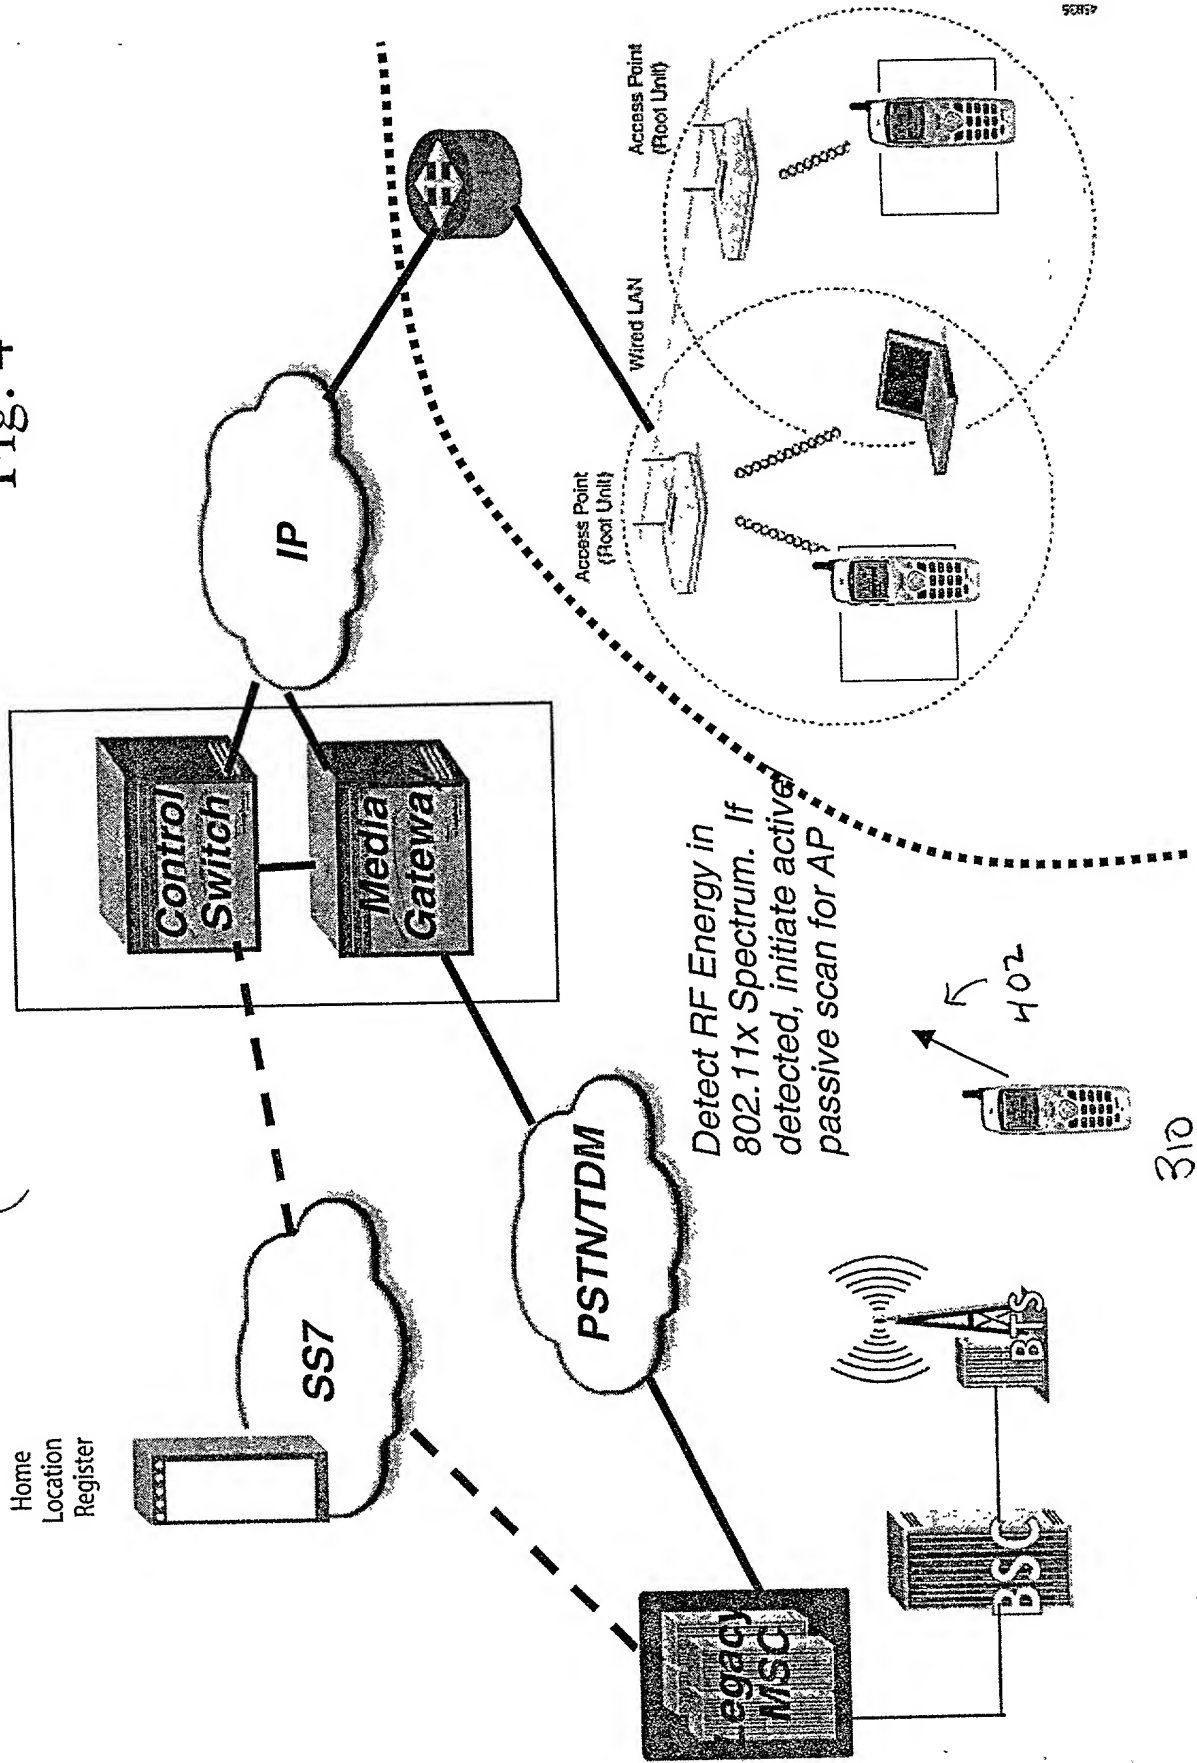 Fig. 4
Home
Location
Register
SS7
Control
Switch
Media
Gateway
IP
PSTN/TDM
Legacy
MSC
BSC
BTS
Detect RF Energy in
802.11x Spectrum. If
detected, initiate active/
passive scan for AP
402
310
Access Point
(Root Unit)
Wired LAN
Access Point
(Root Unit)
45835